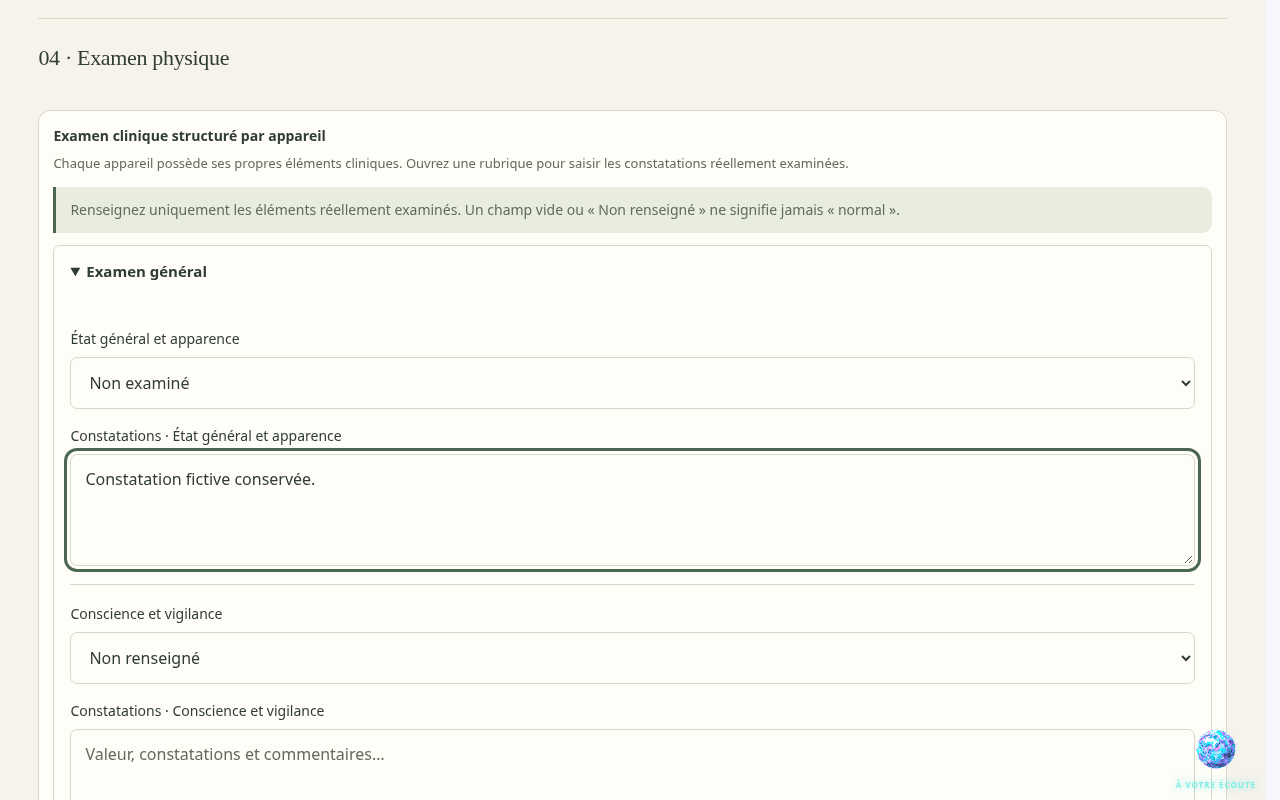 04 · Examen physique
Examen clinique structuré par appareil
Chaque appareil possède ses propres éléments cliniques. Ouvrez une rubrique pour saisir les constatations réellement examinées.
Renseignez uniquement les éléments réellement examinés. Un champ vide ou « Non renseigné » ne signifie jamais « normal ».
▼ Examen général
État général et apparence
Non examiné
Constatations · État général et apparence
Constatation fictive conservée.
Conscience et vigilance
Non renseigné
Constatations · Conscience et vigilance
Valeur, constatations et commentaires...
À VOTRE ÉCOUTE